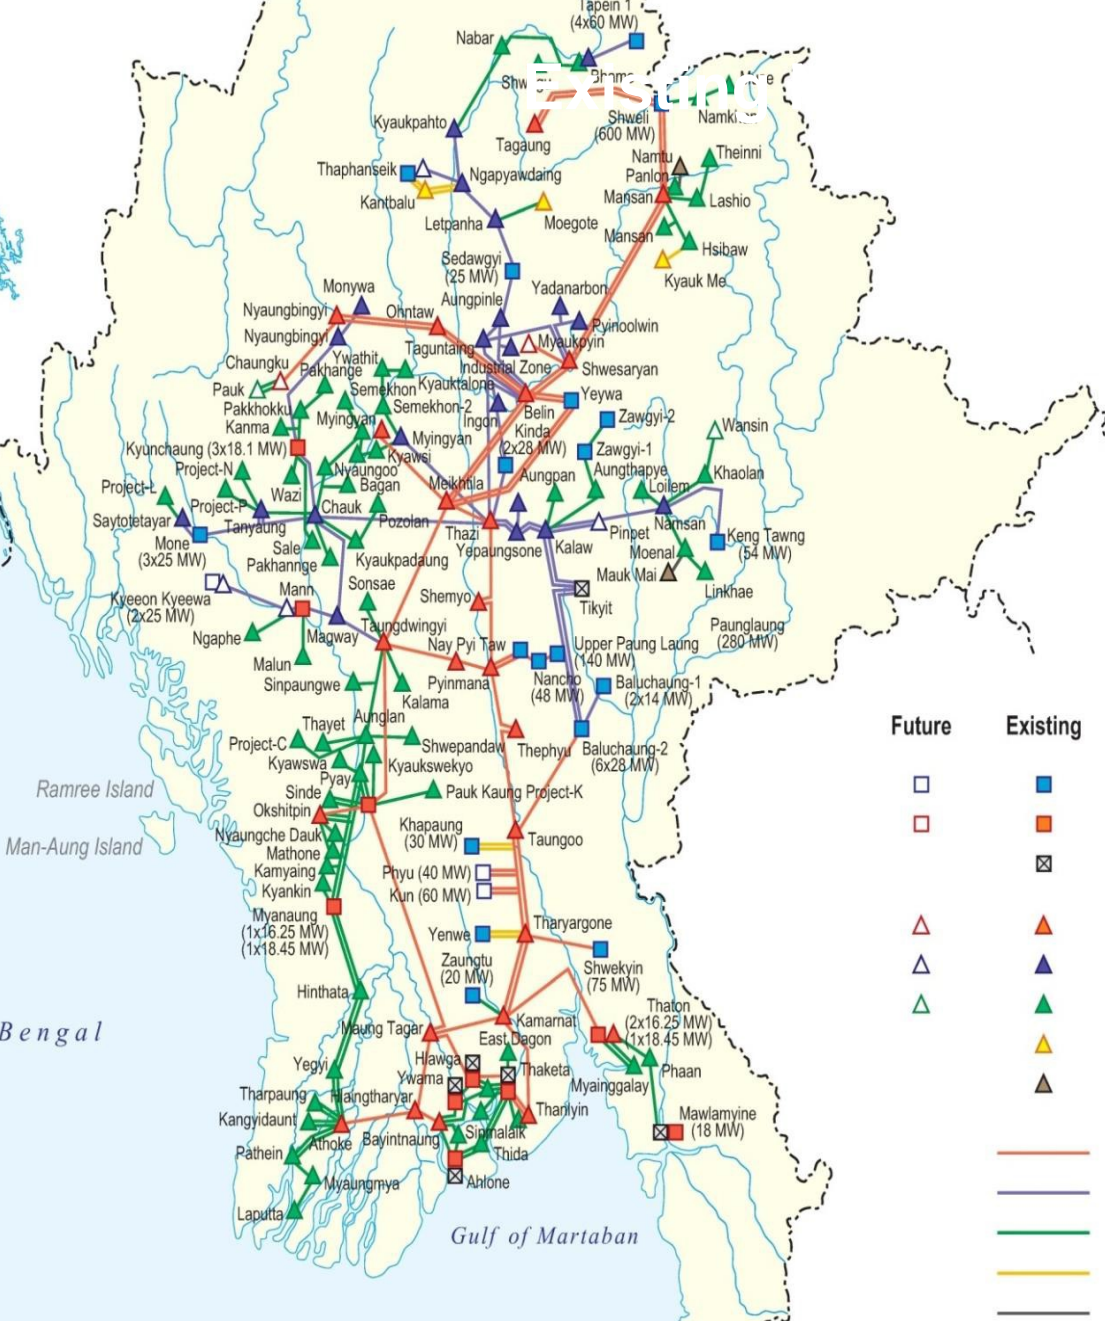 Tapein 1
(4x60 MW)
Nabar
Existing
Shweli
(600 MW)
Kyaukpahto
Tagaung
Namtu
Theinni
Panlon
Thaphanseik
Ngapyawdaing
Mansan
Lashio
Kantbalu
Letpanha
Moegote
Mansan
Hsibaw
Sedawgyi
(25 MW)
Kyauk Me
Monywa
Aungpinle
Yadanarbon
Nyaungbingyi
Ohntaw
Pyinoolwin
Nyaungbingyi
Taguntaing
Myaukpyin
Chaungku
Ywathit
Industrial Zone
Shwesaryan
Pakhange
Kyauktalone
Pauk
Semekhon
Yeywa
Pakkhokku
Semekhon-2
Belin
Zawgyi-2
Kanma
Myingyan
Ingon
Kinda
(2x28 MW)
Wansin
Myingyan
Kyunchaung (3x18.1 MW)
Kyawsi
Zawgyi-1
Project-N
Nyaungoo
Aungpan
Aungthapye
Khaolan
Project-L
Wazi
Bagan
Meikhtila
Loilem
Project-P
Chauk
Pozolan
Saytotetayar
Tanyaung
Thazi
Pinpet
Namsan
Mone
(3x25 MW)
Sale
Yepaungsone
Kalaw
Keng Tawng
(54 MW)
Pakhannge
Kyaukpadaung
Moenal
Mauk Mai
Kyeeon Kyeewa
(2x25 MW)
Mann
Sonsae
Shemyo
Tikyit
Linkhae
Ngaphe
Magway
Taungdwingyi
Paunglaung
(280 MW)
Malun
Nay Pyi Taw
Upper Paung Laung
(140 MW)
Sinpaungwe
Kalama
Pyinmana
Nancho
(48 MW)
Baluchaung-1
(2x14 MW)
Thayet
Aunglan
Project-C
Shwepandaw
Thephyu
Baluchaung-2
(6x28 MW)
Kyawswa
Kyaukswekyo
Pyay
Future
Existing
Ramree Island
Sinde
Pauk Kaung Project-K
Okshitpin
Man-Aung Island
Nyaungche Dauk
Khapaung
(30 MW)
Taungoo
Mathone
Kamyaing
Phyu (40 MW)
Kyankin
Kun (60 MW)
Myanaung
(1x16.25 MW)
(1x18.45 MW)
Tharyargone
Yenwe
Zaungtu
(20 MW)
Shwekyin
(75 MW)
Hinthata
Thaton
(2x16.25 MW)
(1x18.45 MW)
Bengal
Maung Tagar
Kamarnat
East Dagon
Hlawga
Yegyi
Ywama
Thaketa
Phaan
Myainggalay
Tharpaung
Hlaingtharyar
Kangyidaunt
Thanlyin
Mawlamyine
(18 MW)
Athoke
Bayintnaung
Sinmalaik
Pathein
Thida
Myaungmya
Ahlone
Laputta
Gulf of Martaban